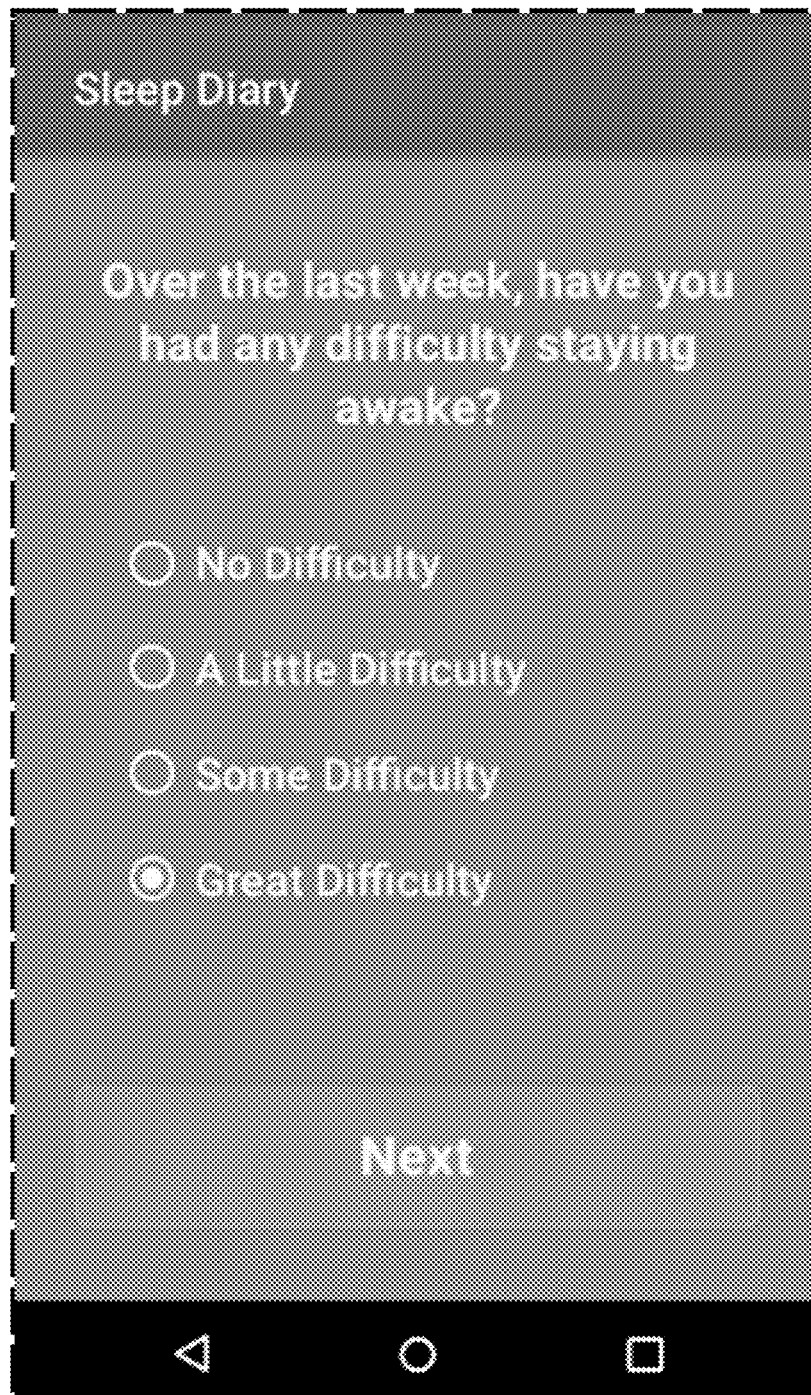 Sleep Diary
Over the last week, have you
had any difficulty staying
awake?
No Difficulty
A Little Difficulty
Some Difficulty
Great Difficulty
Next